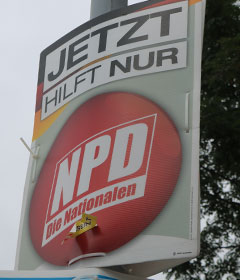 JETZT
HILFT NUR
NPD
Die Nationalen